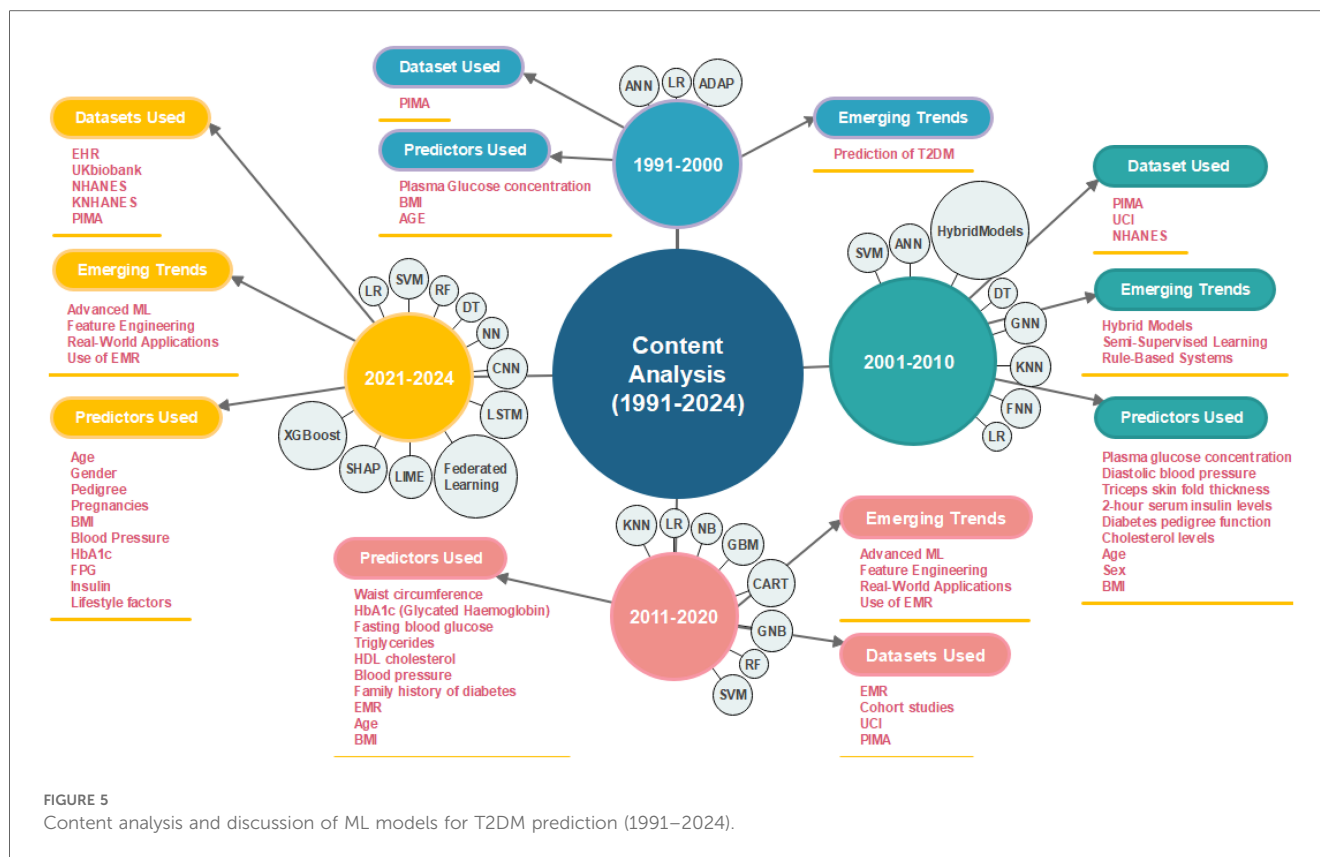 Content
Analysis
(1991-2024)
1991-2000
ANN
LR
ADAP
Dataset Used
PIMA
Predictors Used
Plasma Glucose concentration
BMI
AGE
Emerging Trends
Prediction of T2DM
2001-2010
SVM
ANN
HybridModels
DT
GNN
KNN
FNN
LR
Dataset Used
PIMA
UCI
NHANES
Emerging Trends
Hybrid Models
Semi-Supervised Learning
Rule-Based Systems
Predictors Used
Plasma glucose concentration
Diastolic blood pressure
Triceps skin fold thickness
2-hour serum insulin levels
Diabetes pedigree function
Cholesterol levels
Age
Sex
BMI
2011-2020
KNN
LR
NB
GBM
CART
GNB
RF
SVM
Emerging Trends
Advanced ML
Feature Engineering
Real-World Applications
Use of EMR
Datasets Used
EMR
Cohort studies
UCI
PIMA
Predictors Used
Waist circumference
HbA1c (Glycated Haemoglobin)
Fasting blood glucose
Triglycerides
HDL cholesterol
Blood pressure
Family history of diabetes
EMR
Age
BMI
2021-2024
LR
SVM
RF
DT
NN
CNN
LSTM
Federated
Learning
LIME
SHAP
XGBoost
Datasets Used
EHR
UKbiobank
NHANES
KNHANES
PIMA
Emerging Trends
Advanced ML
Feature Engineering
Real-World Applications
Use of EMR
Predictors Used
Age
Gender
Pedigree
Pregnancies
BMI
Blood Pressure
HbA1c
FPG
Insulin
Lifestyle factors
FIGURE 5
Content analysis and discussion of ML models for T2DM prediction (1991–2024).